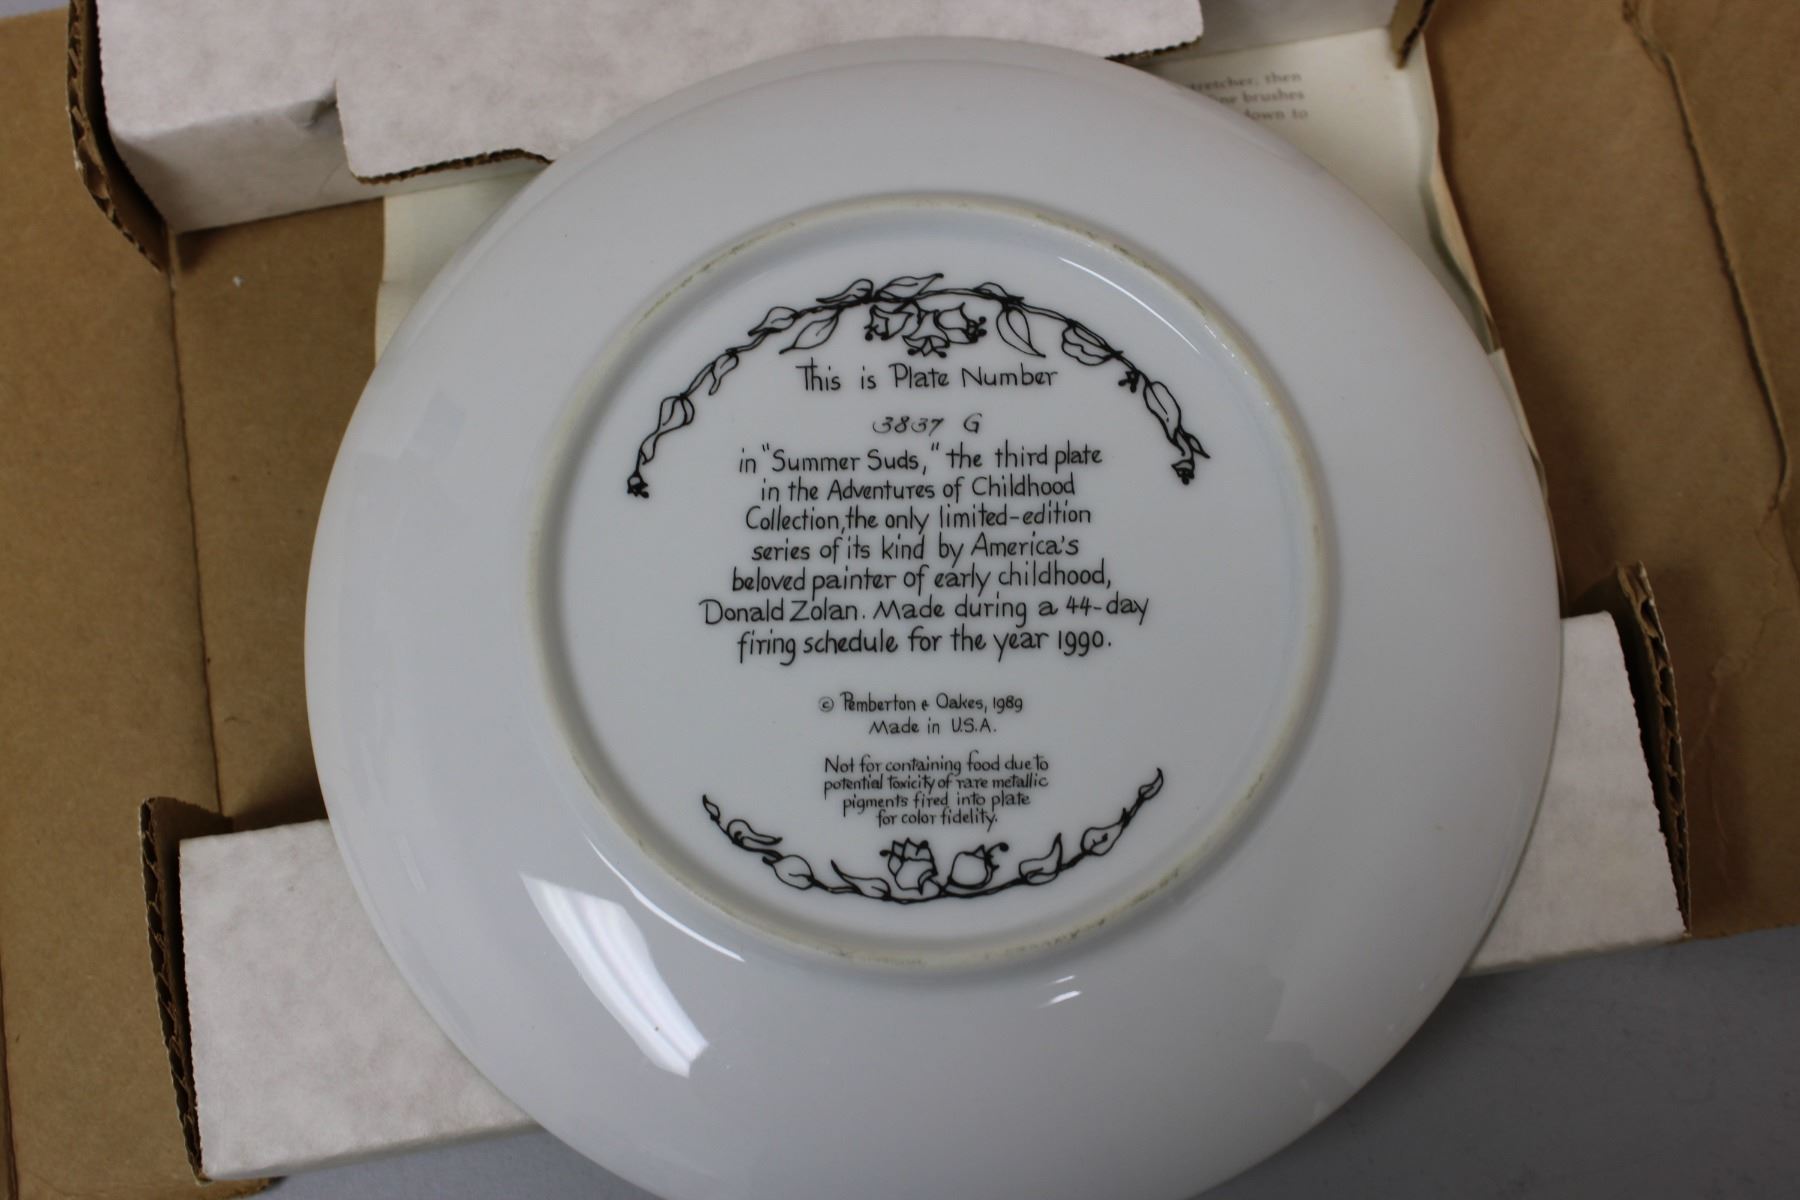 stretcher; then
brushes
down to
This is Plate Number
3837 G
in "Summer Suds," the third plate
in the Adventures of Childhood
Collection, the only limited-edition
series of its kind by America's
beloved painter of early childhood,
Donald Zolan. Made during a 44-day
firing schedule for the year 1990.
© Pemberton & Oakes, 1989
Made in U.S.A.
Not for containing food due to
potential toxicity of rare metallic
pigments fired into plate
for color fidelity.